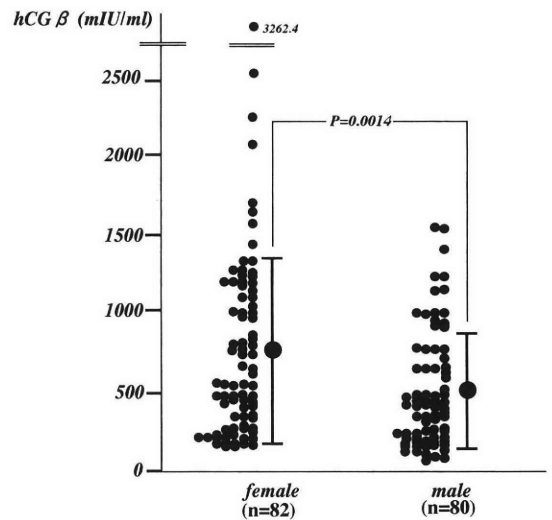 hCG β (mIU/ml)
3262.4
2500
P=0.0014
2000
1500
1000
500
0
female
(n=82)
male
(n=80)